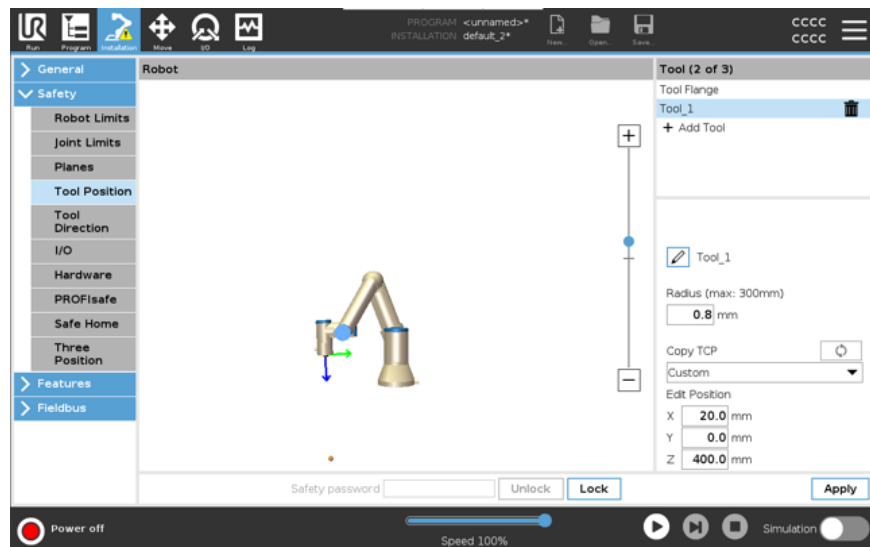 UR
PROGRAM <unnamed>*
INSTALLATION default_2*
CCCC
CCCC
Run
Program
Installation
Move
I/O
Log
New...
Open...
Save...
General
Safety
Robot Limits
Joint Limits
Planes
Tool Position
Tool
Direction
I/O
Hardware
PROFIsafe
Safe Home
Three
Position
Features
Fieldbus
Robot
Tool (2 of 3)
Tool Flange
Tool_1
+ Add Tool
Tool_1
Radius (max: 300mm)
0.8 mm
Copy TCP
Custom
Edit Position
X 20.0 mm
Y 0.0 mm
Z 400.0 mm
Safety password
Unlock
Lock
Apply
Power off
Speed 100%
Simulation